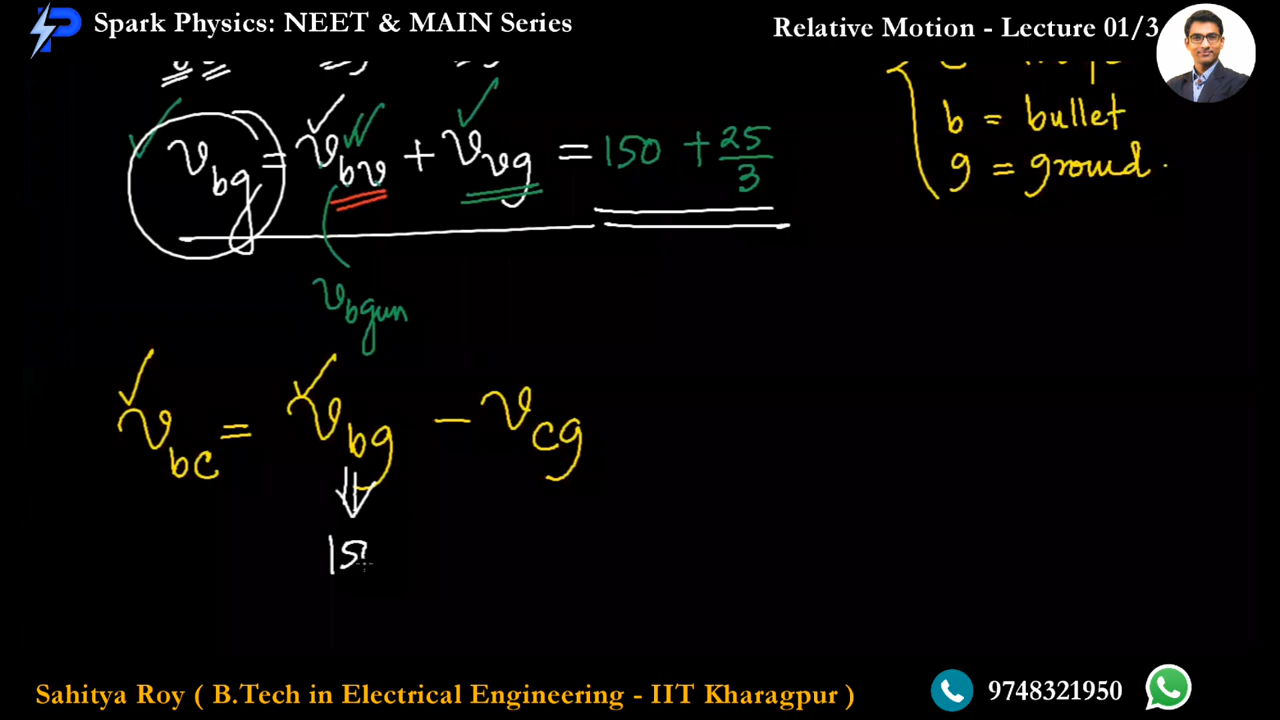 Spark Physics: NEET & MAIN Series
Relative Motion - Lecture 01/3
v_bg = v_bv + v_vg = 150 + 25/3
b = bullet
g = ground.
v_bgun
v_bc = v_bg - v_cg
15
Sahitya Roy ( B.Tech in Electrical Engineering - IIT Kharagpur )
9748321950